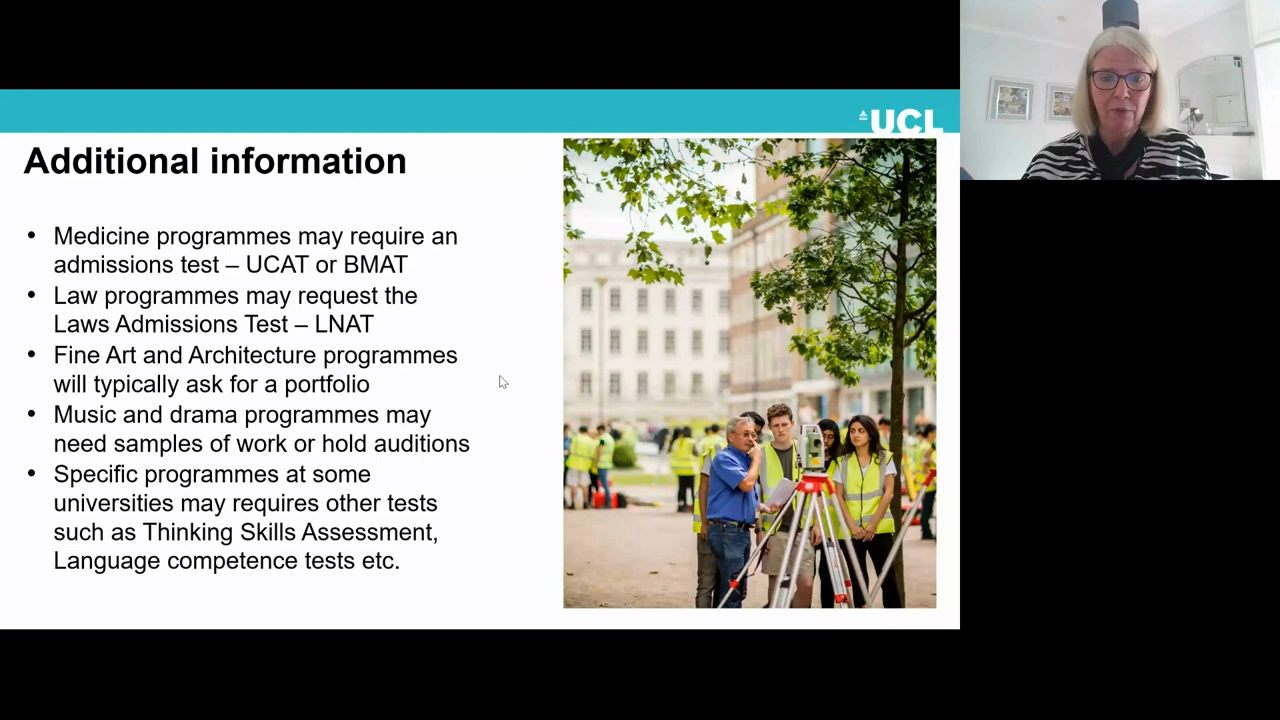 UCL
Additional information
• Medicine programmes may require an
admissions test – UCAT or BMAT
• Law programmes may request the
Laws Admissions Test – LNAT
• Fine Art and Architecture programmes
will typically ask for a portfolio
• Music and drama programmes may
need samples of work or hold auditions
• Specific programmes at some
universities may requires other tests
such as Thinking Skills Assessment,
Language competence tests etc.